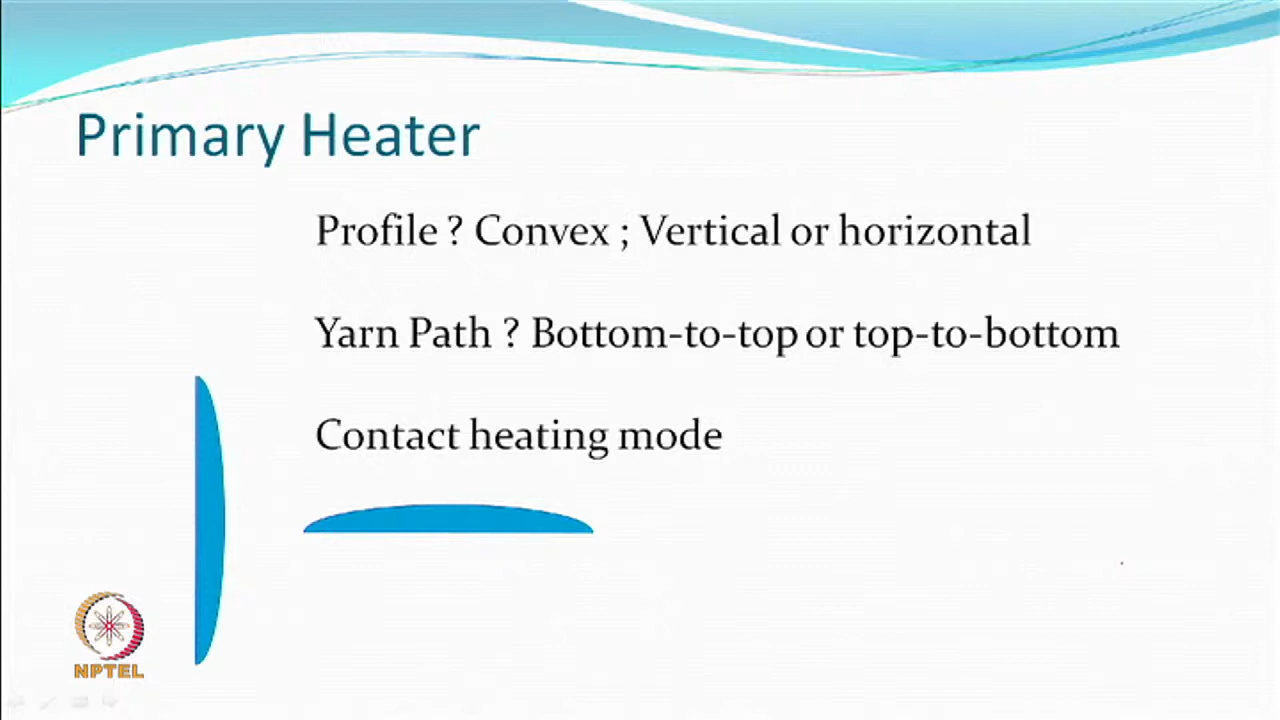 Primary Heater
Profile ? Convex ; Vertical or horizontal
Yarn Path ? Bottom-to-top or top-to-bottom
Contact heating mode
NPTEL